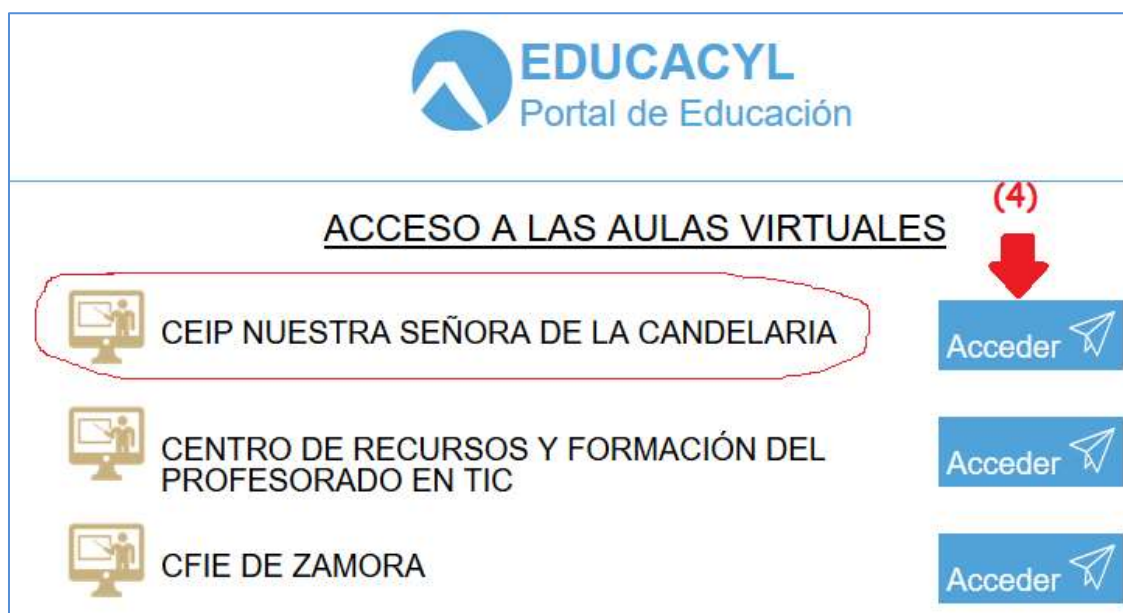 EDUCACYL
Portal de Educación
(4)
ACCESO A LAS AULAS VIRTUALES
CEIP NUESTRA SEÑORA DE LA CANDELARIA
Acceder
CENTRO DE RECURSOS Y FORMACIÓN DEL
PROFESORADO EN TIC
Acceder
CFIE DE ZAMORA
Acceder